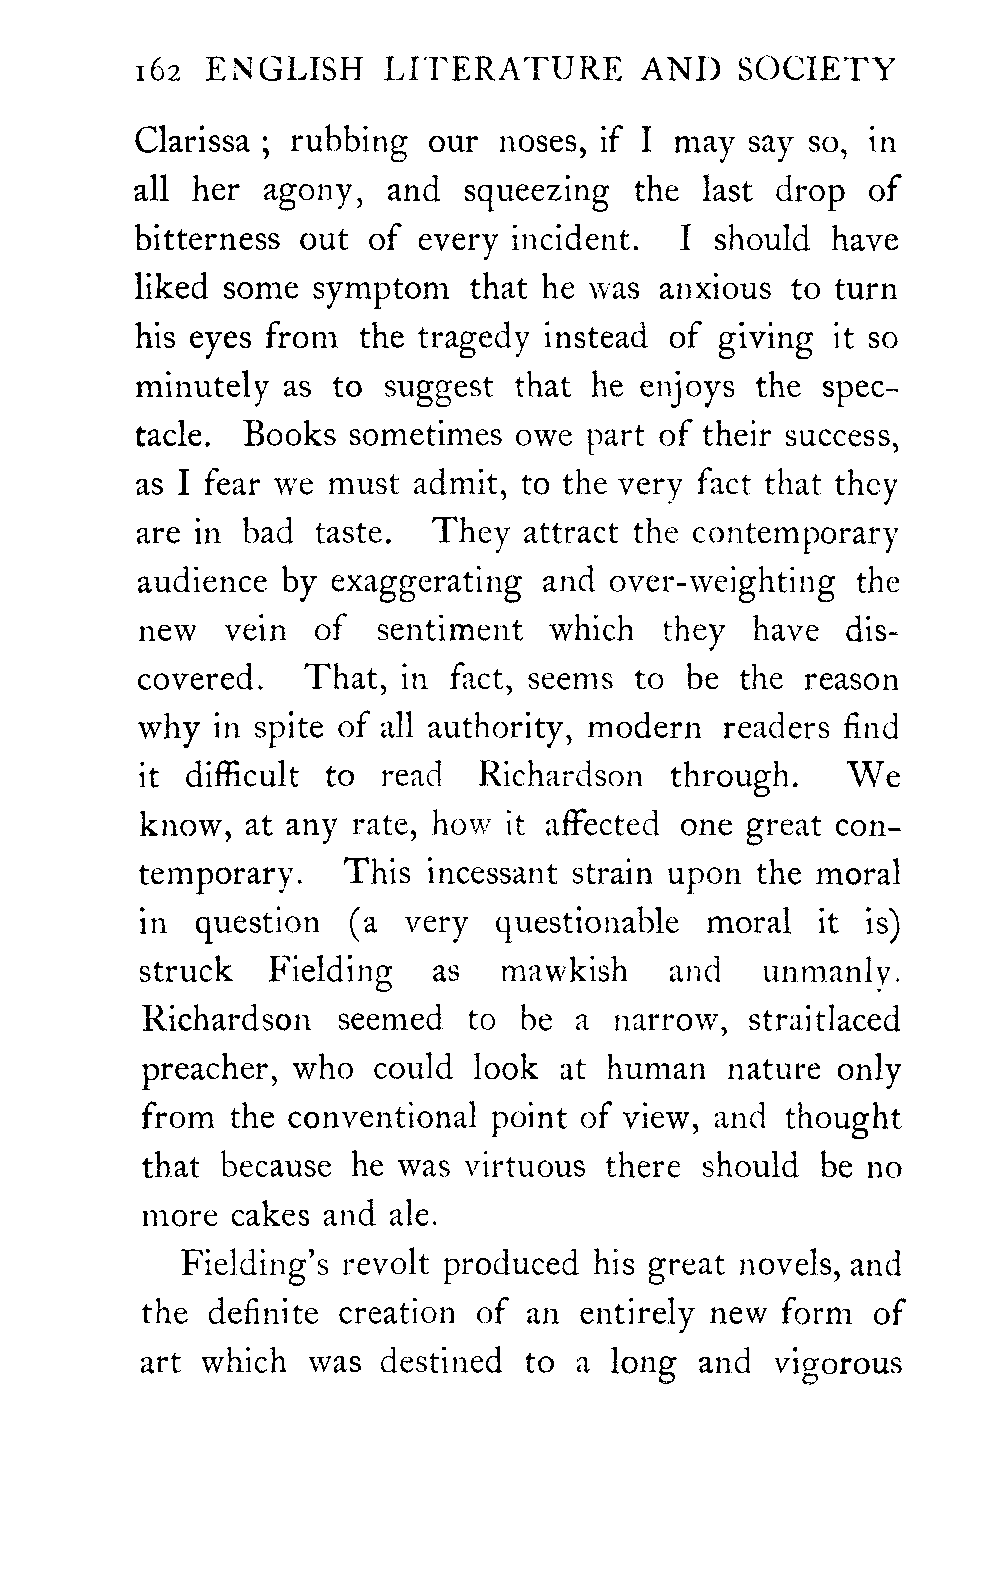 162 ENGLISH LITERATURE AND SOCIETY
Clarissa ; rubbing our noses, if I may say so, in
all her agony, and squeezing the last drop of
bitterness out of every incident. I should have
liked some symptom that he was anxious to turn
his eyes from the tragedy instead of giving it so
minutely as to suggest that he enjoys the spec-
tacle. Books sometimes owe part of their success,
as I fear we must admit, to the very fact that they
are in bad taste. They attract the contemporary
audience by exaggerating and over-weighting the
new vein of sentiment which they have dis-
covered. That, in fact, seems to be the reason
why in spite of all authority, modern readers find
it difficult to read Richardson through. We
know, at any rate, how it affected one great con-
temporary. This incessant strain upon the moral
in question (a very questionable moral it is)
struck Fielding as mawkish and unmanly.
Richardson seemed to be a narrow, straitlaced
preacher, who could look at human nature only
from the conventional point of view, and thought
that because he was virtuous there should be no
more cakes and ale.
Fielding's revolt produced his great novels, and
the definite creation of an entirely new form of
art which was destined to a long and vigorous